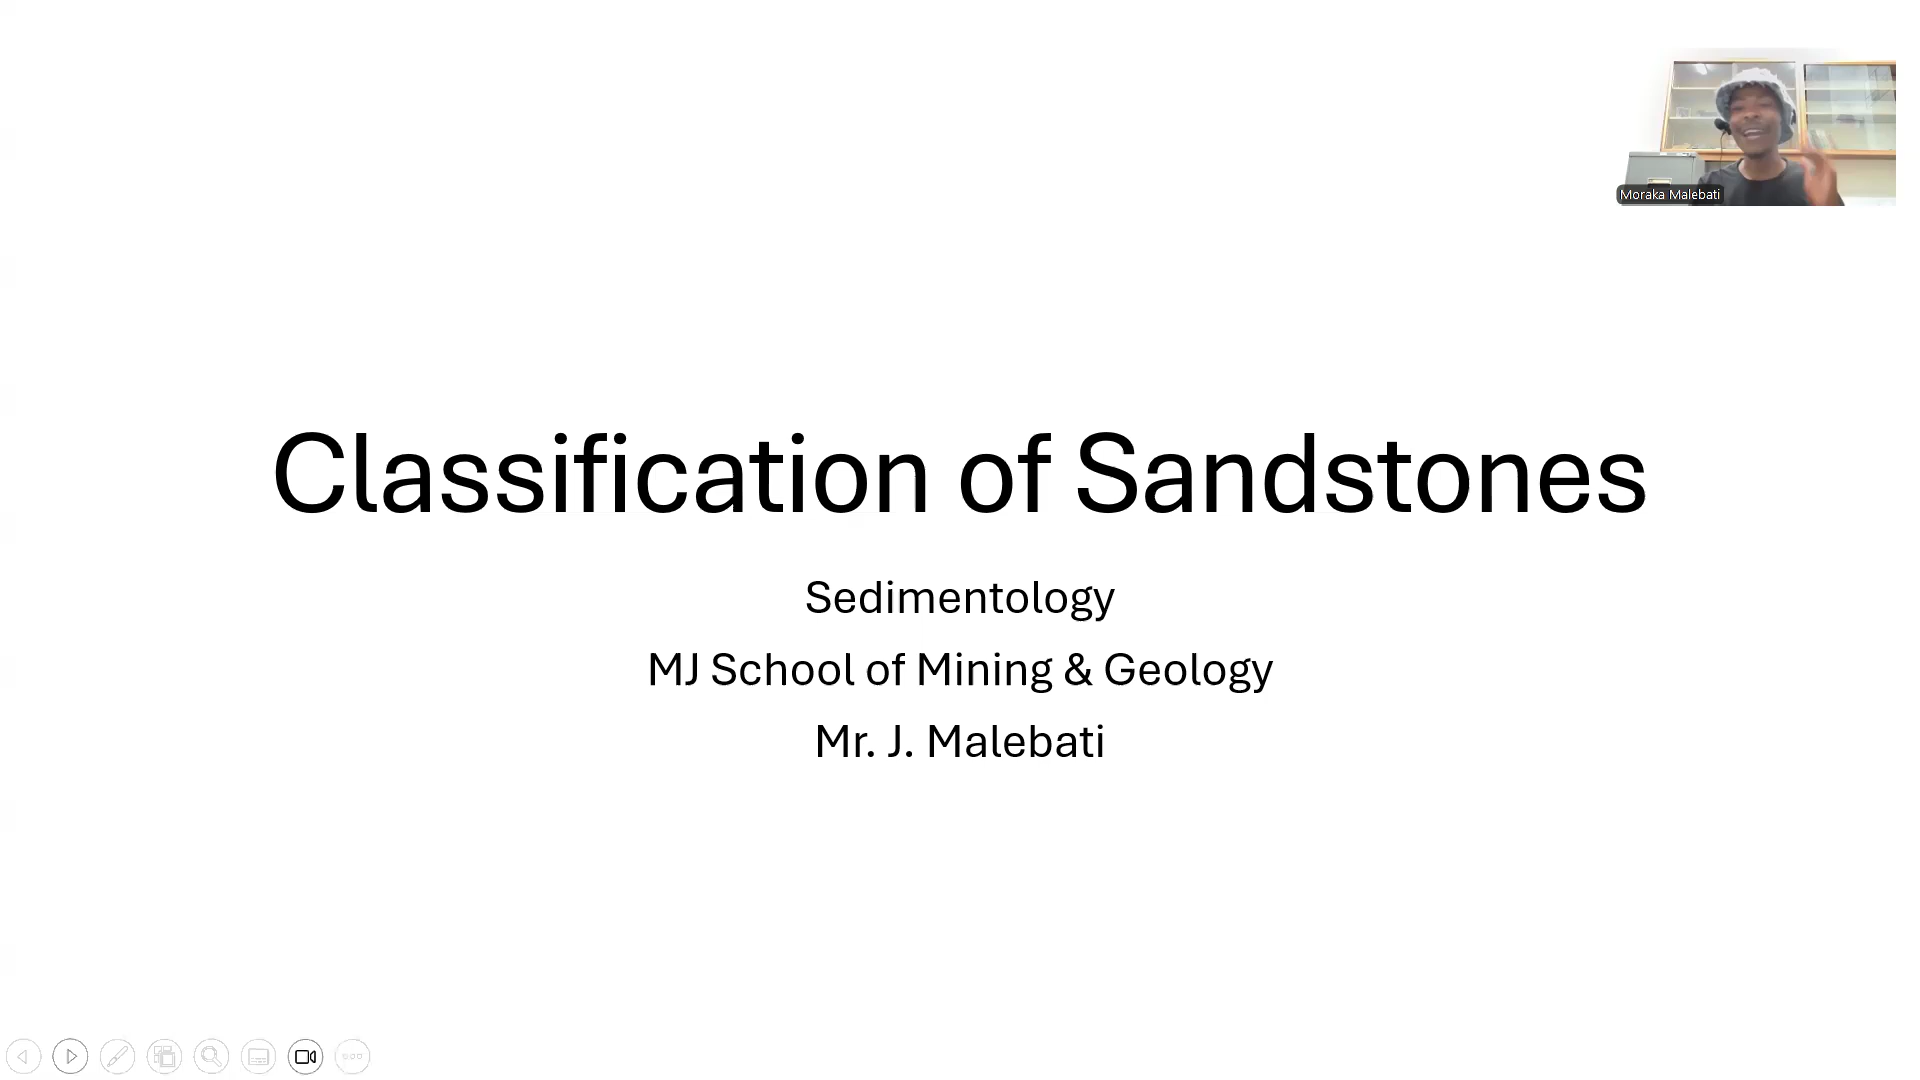 Moraka Malebati
Classification of Sandstones
Sedimentology
MJ School of Mining & Geology
Mr. J. Malebati